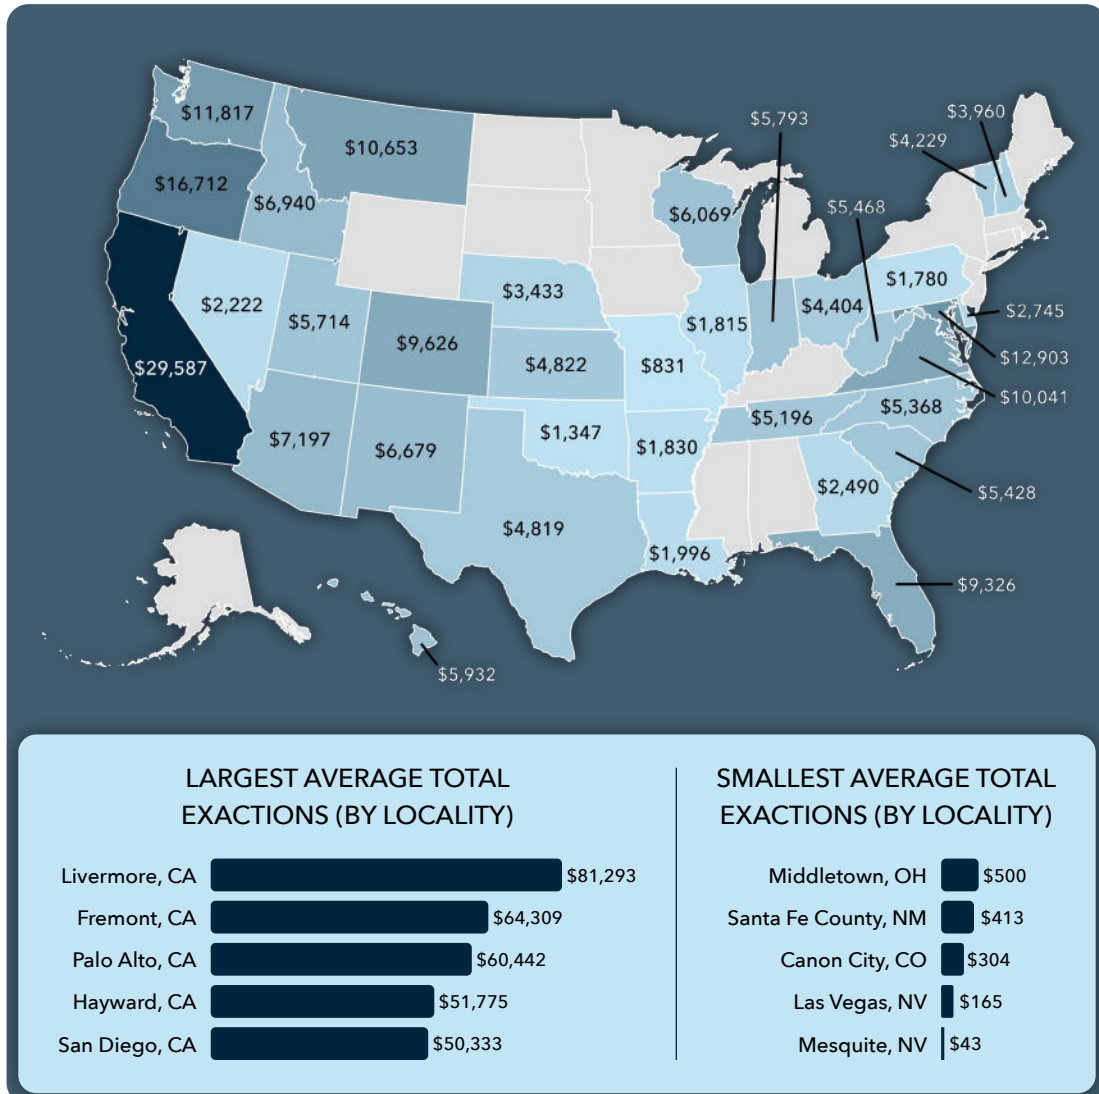 $3,960
$5,793
$11,817
$4,229
$10,653
$16,712
$6,940
$6,069
$5,468
$1,780
$3,433
$2,222
$4,404
$2,745
$5,714
$1,815
$9,626
$12,903
$29,587
$4,822
$831
$10,041
$5,368
$5,196
$1,347
$7,197
$6,679
$1,830
$2,490
$5,428
$4,819
$1,996
$9,326
$5,932
LARGEST AVERAGE TOTAL
EXACTIONS (BY LOCALITY)
Livermore, CA $81,293
Fremont, CA $64,309
Palo Alto, CA $60,442
Hayward, CA $51,775
San Diego, CA $50,333
SMALLEST AVERAGE TOTAL
EXACTIONS (BY LOCALITY)
Middletown, OH $500
Santa Fe County, NM $413
Canon City, CO $304
Las Vegas, NV $165
Mesquite, NV $43